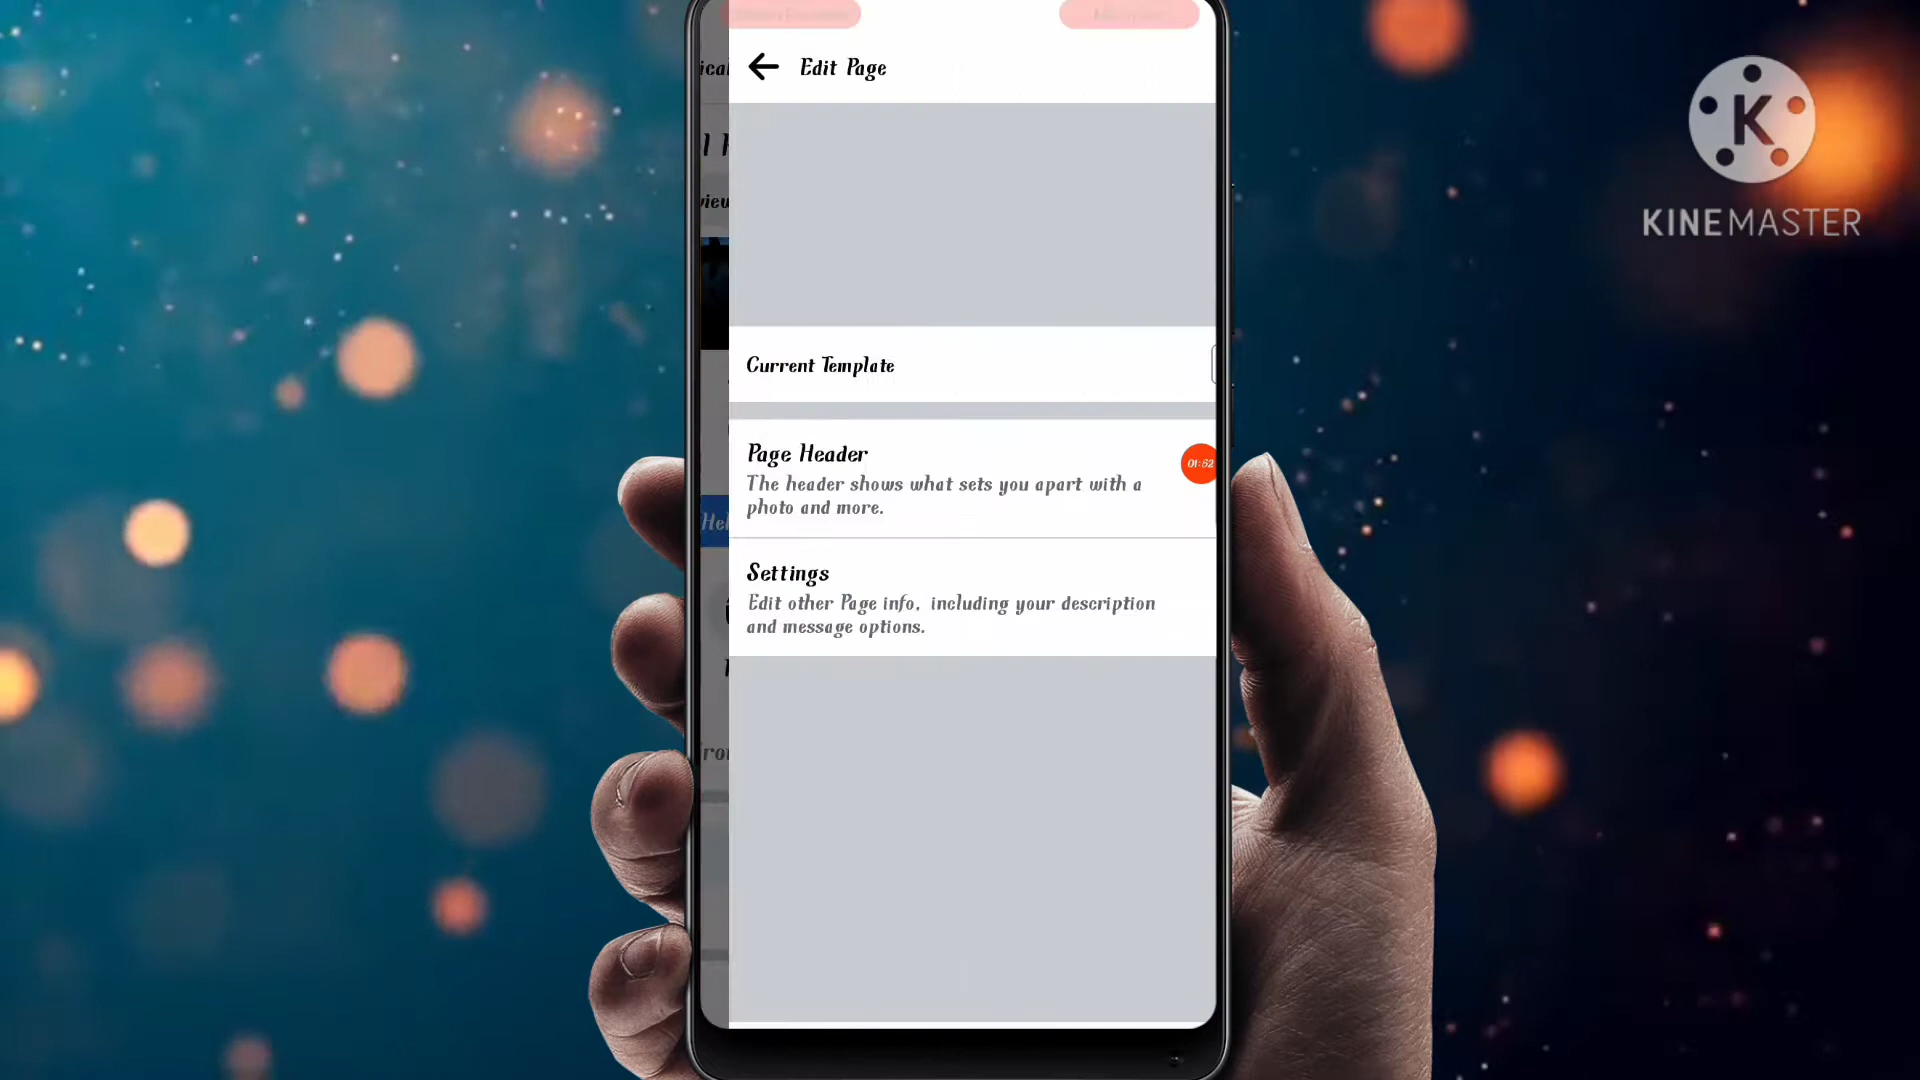 Edit Page
Current Template
Page Header
The header shows what sets you apart with a
photo and more.
01:52
Settings
Edit other Page info, including your description
and message options.
K
KINEMASTER